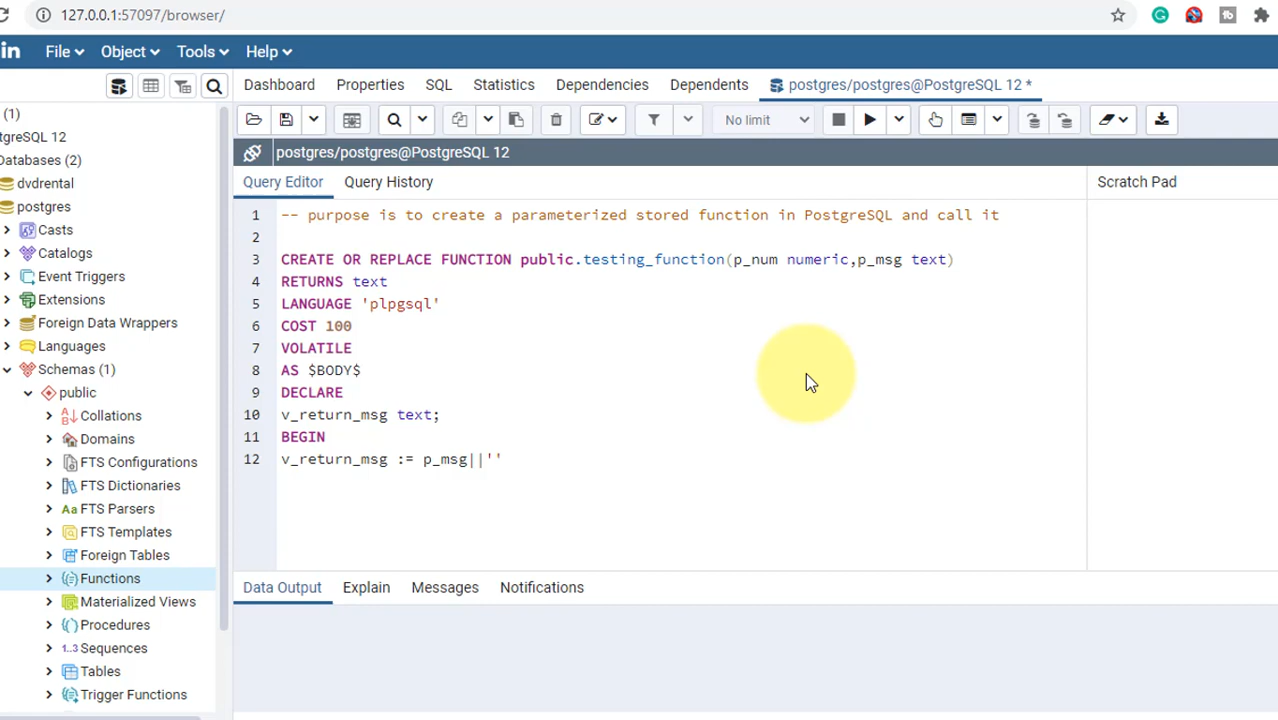 127.0.0.1:57097/browser/
in File Object Tools Help
Dashboard Properties SQL Statistics Dependencies Dependents postgres/postgres@PostgreSQL 12 *
No limit
(1)
tgreSQL 12
Databases (2)
dvdrental
postgres
Casts
Catalogs
Event Triggers
Extensions
Foreign Data Wrappers
Languages
Schemas (1)
public
Collations
Domains
FTS Configurations
FTS Dictionaries
Aa FTS Parsers
FTS Templates
Foreign Tables
Functions
Materialized Views
Procedures
1..3 Sequences
Tables
Trigger Functions
postgres/postgres@PostgreSQL 12
Query Editor Query History Scratch Pad
1 -- purpose is to create a parameterized stored function in PostgreSQL and call it
2
3 CREATE OR REPLACE FUNCTION public.testing_function(p_num numeric,p_msg text)
4 RETURNS text
5 LANGUAGE 'plpgsql'
6 COST 100
7 VOLATILE
8 AS $BODY$
9 DECLARE
10 v_return_msg text;
11 BEGIN
12 v_return_msg := p_msg||''
Data Output Explain Messages Notifications